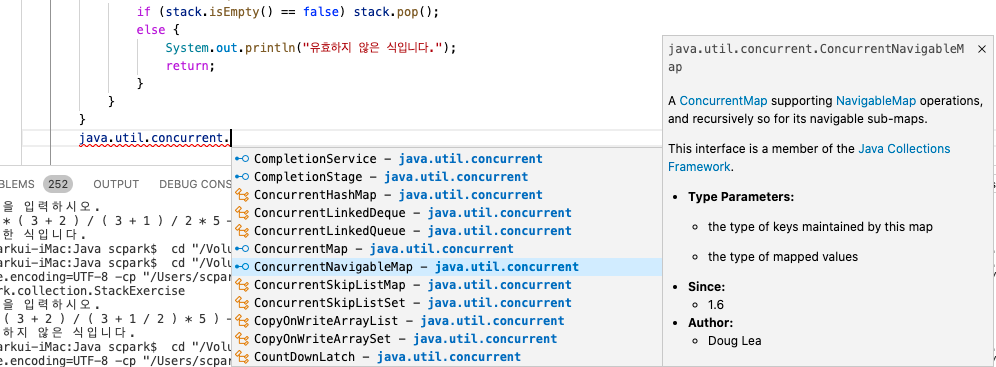 if (stack.isEmpty() == false) stack.pop();
else {
System.out.println("유효하지 않은 식입니다.");
return;
}
}
}
java.util.concurrent.
CompletionService – java.util.concurrent
CompletionStage – java.util.concurrent
ConcurrentHashMap – java.util.concurrent
ConcurrentLinkedDeque – java.util.concurrent
ConcurrentLinkedQueue – java.util.concurrent
ConcurrentMap – java.util.concurrent
ConcurrentNavigableMap – java.util.concurrent
ConcurrentSkipListMap – java.util.concurrent
ConcurrentSkipListSet – java.util.concurrent
CopyOnWriteArrayList – java.util.concurrent
CopyOnWriteArraySet – java.util.concurrent
CountDownLatch – java.util.concurrent
java.util.concurrent.ConcurrentNavigableM
ap
A ConcurrentMap supporting NavigableMap operations,
and recursively so for its navigable sub-maps.
This interface is a member of the Java Collections
Framework.
• Type Parameters:
◦ the type of keys maintained by this map
◦ the type of mapped values
• Since:
◦ 1.6
• Author:
◦ Doug Lea
BLEMS 252 OUTPUT DEBUG CONS
을 입력하시오.
* ( 3 + 2 ) / ( 3 + 1 ) / 2 * 5 -
한 식입니다.
arkui-iMac:Java scpark$ cd "/Volu
arkui-iMac:Java scpark$ cd "/Volu
e.encoding=UTF-8 -cp "/Users/scpar
rk.collection.StackExercise
을 입력하시오.
( 3 + 2 ) / ( 3 + 1 / 2 ) * 5 ) –
하지 않은 식입니다.
arkui-iMac:Java scpark$ cd "/Volu
e.encoding=UTF-8 -cp "/Users/scpar